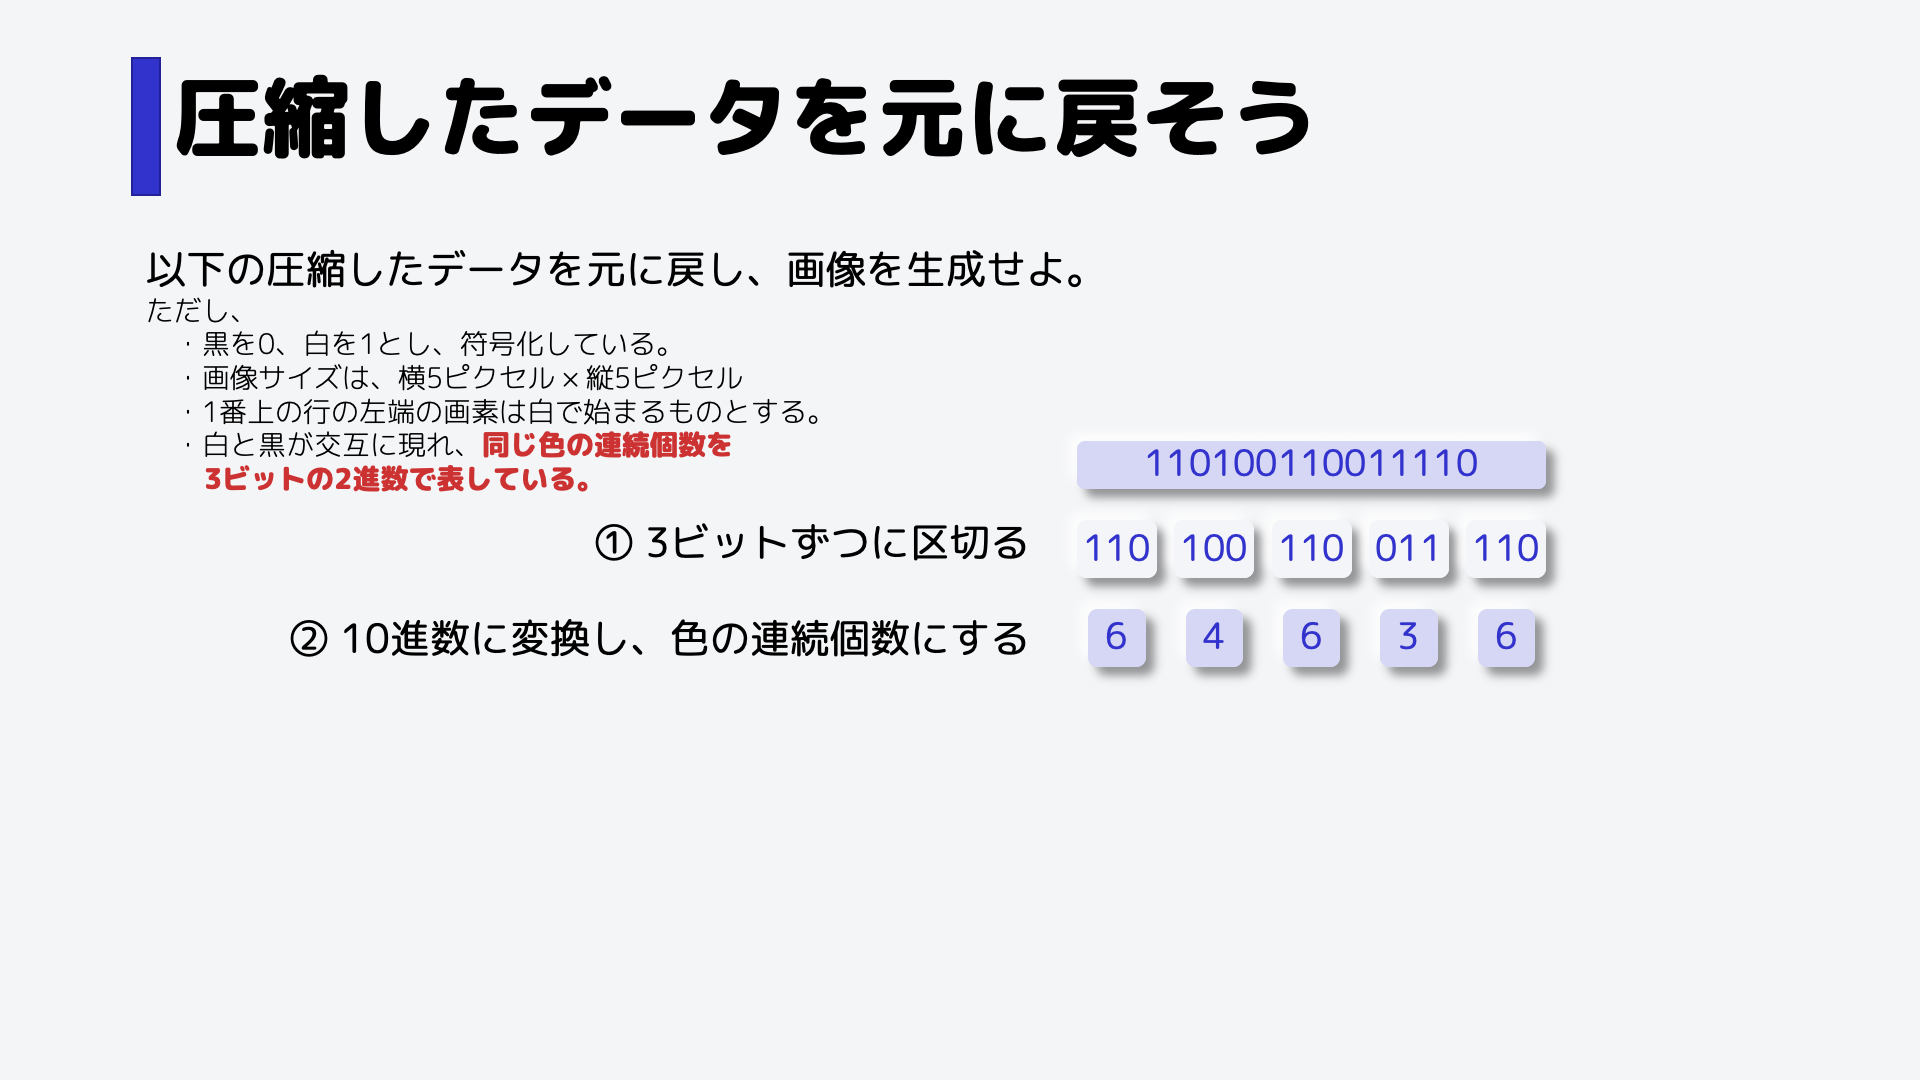 圧縮したデータを元に戻そう
以下の圧縮したデータを元に戻し、画像を生成せよ。
ただし、
・黒を0、白を1とし、符号化している。
・画像サイズは、横5ピクセル × 縦5ピクセル
・1番上の行の左端の画素は白で始まるものとする。
・白と黒が交互に現れ、同じ色の連続個数を
3ビットの2進数で表している。
110100110011110
① 3ビットずつに区切る
110 100 110 011 110
② 10進数に変換し、色の連続個数にする
6 4 6 3 6